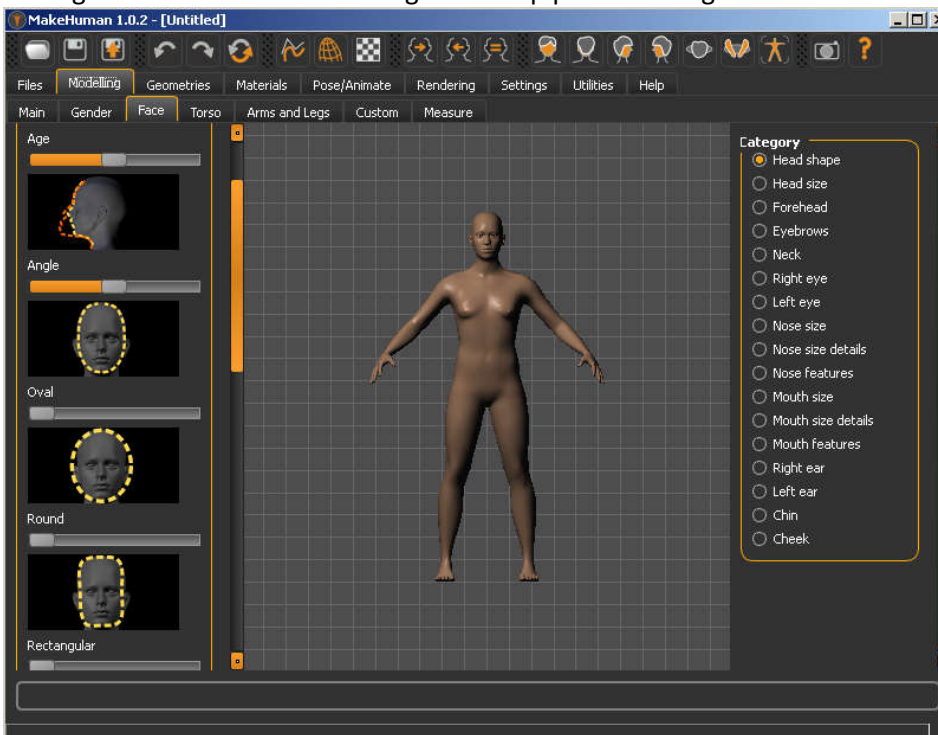 MakeHuman 1.0.2 - [Untitled]
Files Modelling Geometries Materials Pose/Animate Rendering Settings Utilities Help
Main Gender Face Torso Arms and Legs Custom Measure
Age
Angle
Oval
Round
Rectangular
Category
Head shape
Head size
Forehead
Eyebrows
Neck
Right eye
Left eye
Nose size
Nose size details
Nose features
Mouth size
Mouth size details
Mouth features
Right ear
Left ear
Chin
Cheek